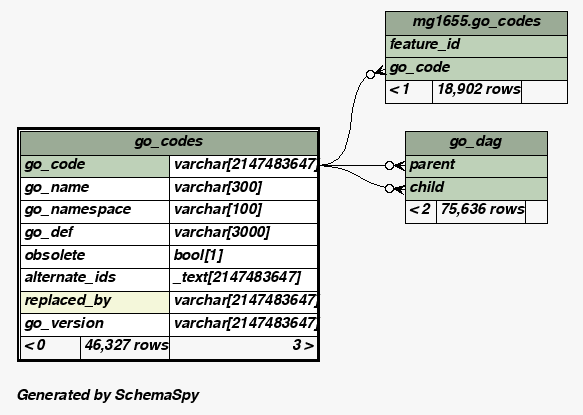 mg1655.go_codes
feature_id
go_code
< 1 18,902 rows
go_codes
go_code varchar[2147483647]
go_name varchar[300]
go_namespace varchar[100]
go_def varchar[3000]
obsolete bool[1]
alternate_ids _text[2147483647]
replaced_by varchar[2147483647]
go_version varchar[2147483647]
< 0 46,327 rows 3 >
go_dag
parent
child
< 2 75,636 rows
Generated by SchemaSpy